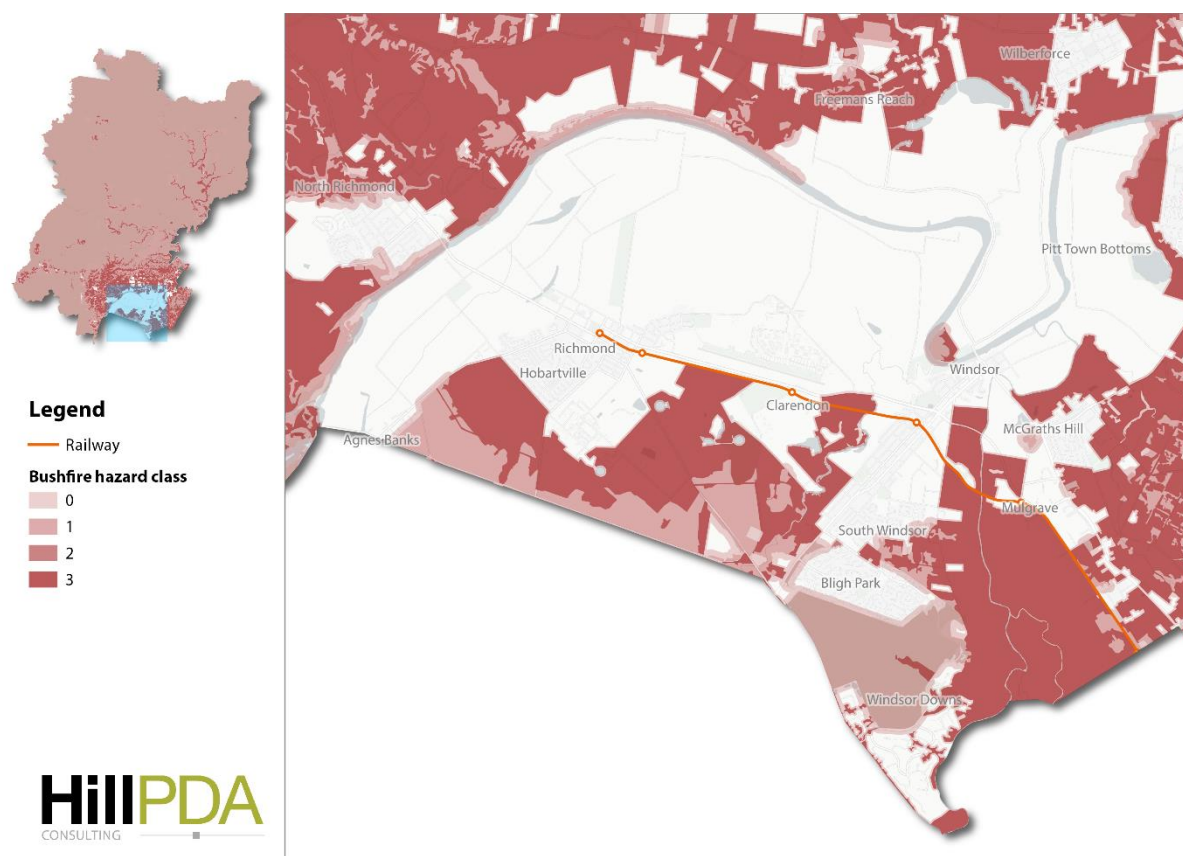 Legend
Railway
Bushfire hazard class
0
1
2
3
HillPDA
CONSULTING
Wilberforce
Freemans Reach
North Richmond
Pitt Town Bottoms
Richmond
Hobartville
Windsor
Clarendon
McGraths Hill
Agnes Banks
Mulgrave
South Windsor
Bligh Park
Windsor Downs